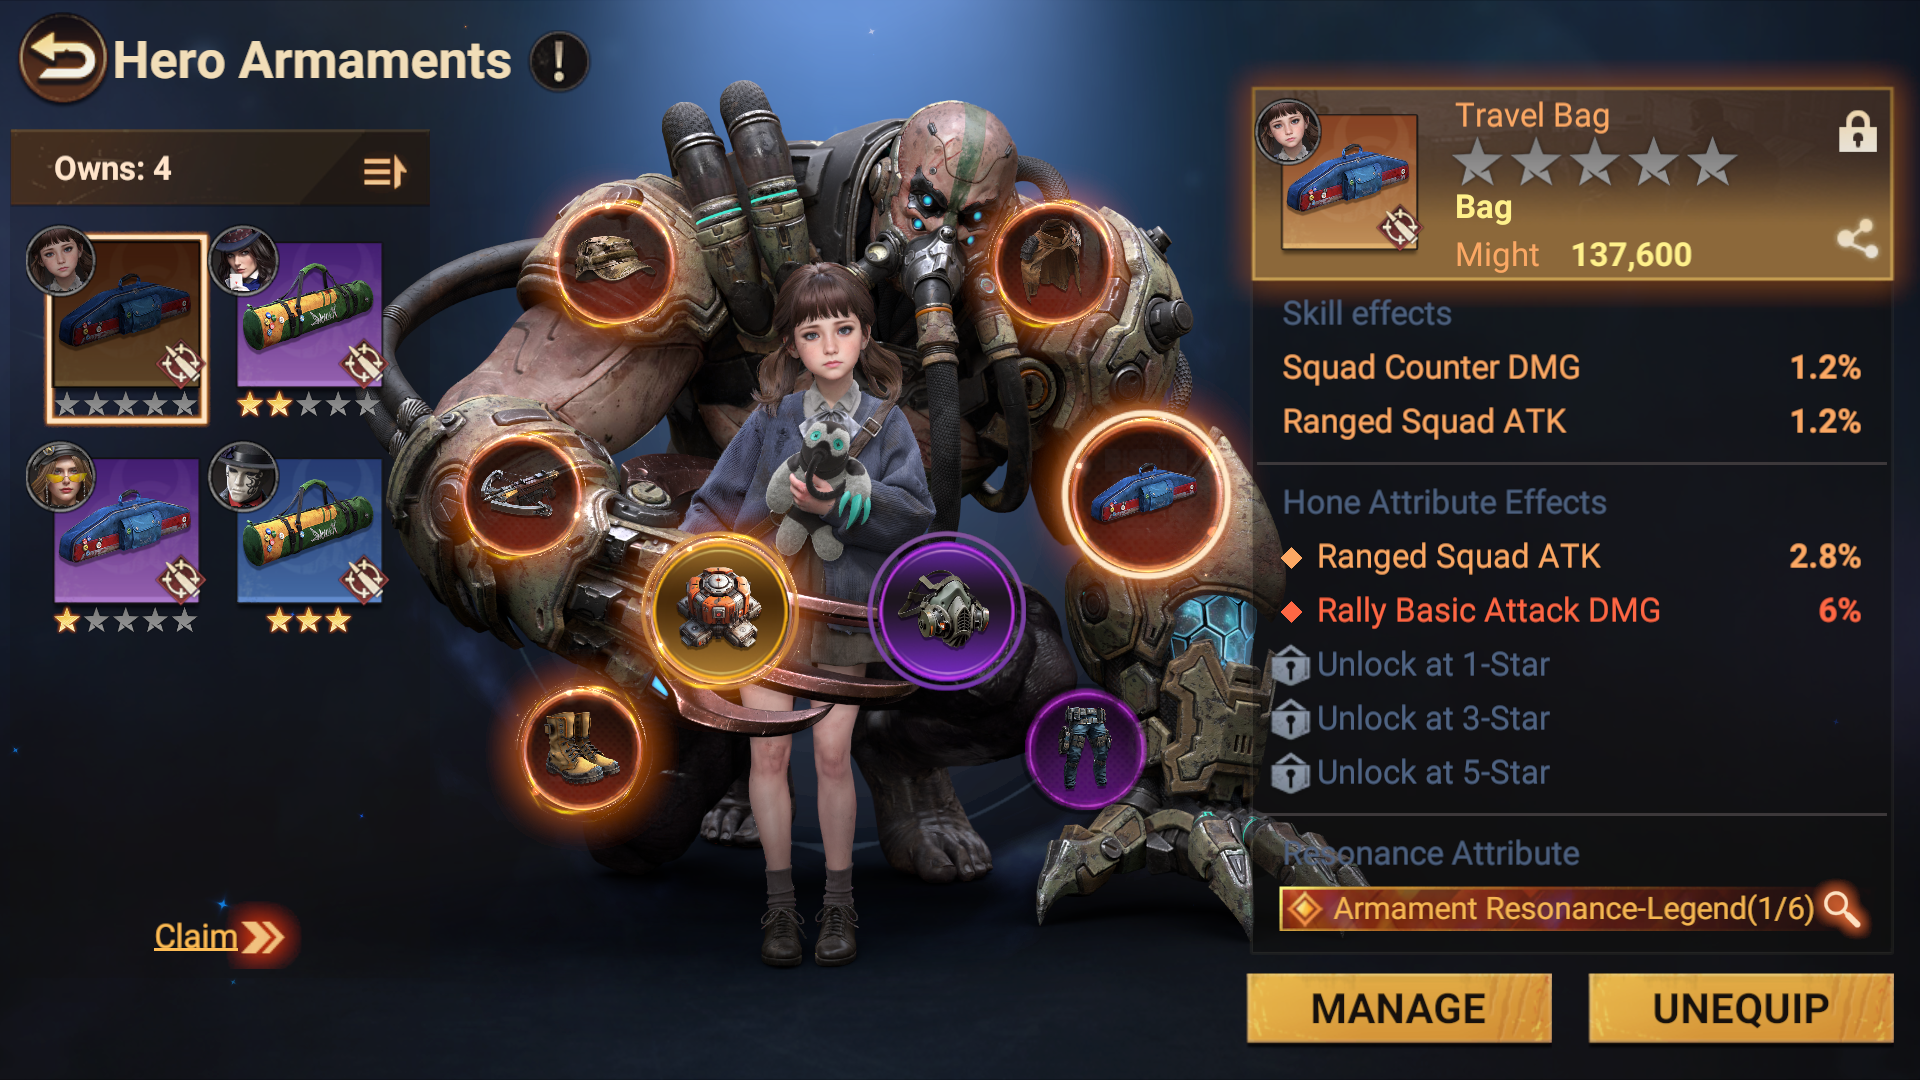 Hero Armaments
Owns: 4
Claim
Travel Bag
Bag
Might 137,600
Skill effects
Squad Counter DMG 1.2%
Ranged Squad ATK 1.2%
Hone Attribute Effects
Ranged Squad ATK 2.8%
Rally Basic Attack DMG 6%
Unlock at 1-Star
Unlock at 3-Star
Unlock at 5-Star
Resonance Attribute
Armament Resonance-Legend(1/6)
MANAGE
UNEQUIP